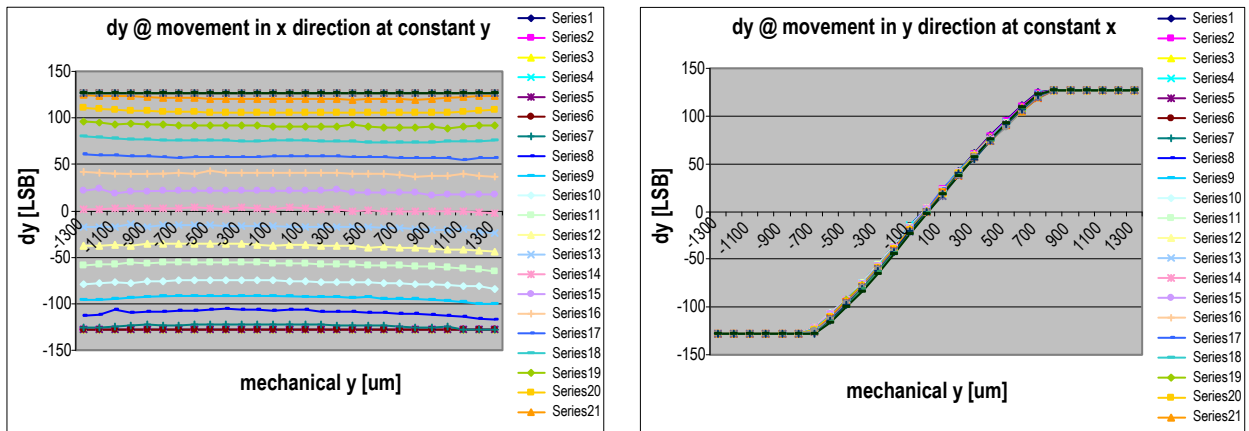 dy @ movement in x direction at constant y
150
100
50
0
-50
-100
-150
-1300
-1100
-900
-700
-500
-300
-100
100
300
500
700
900
1100
1300
dy [LSB]
mechanical y [um]
Series1
Series2
Series3
Series4
Series5
Series6
Series7
Series8
Series9
Series10
Series11
Series12
Series13
Series14
Series15
Series16
Series17
Series18
Series19
Series20
Series21
dy @ movement in y direction at constant x
150
100
50
0
-50
-100
-150
-1300
-1100
-900
-700
-500
-300
-100
100
300
500
700
900
1100
1300
dy [LSB]
mechanical y [um]
Series1
Series2
Series3
Series4
Series5
Series6
Series7
Series8
Series9
Series10
Series11
Series12
Series13
Series14
Series15
Series16
Series17
Series18
Series19
Series20
Series21